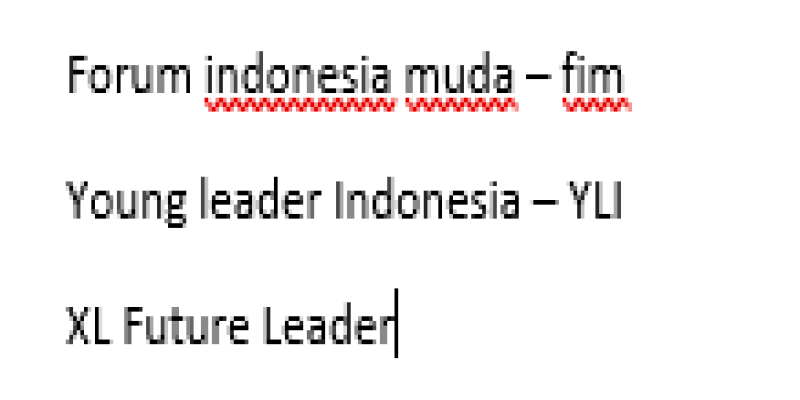 Forum indonesia muda – fim
Young leader Indonesia – YLI
XL Future Leader